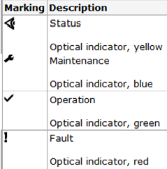 Marking Description
Status
Optical indicator, yellow
Maintenance
Optical indicator, blue
✔ Operation
Optical indicator, green
! Fault
Optical indicator, red